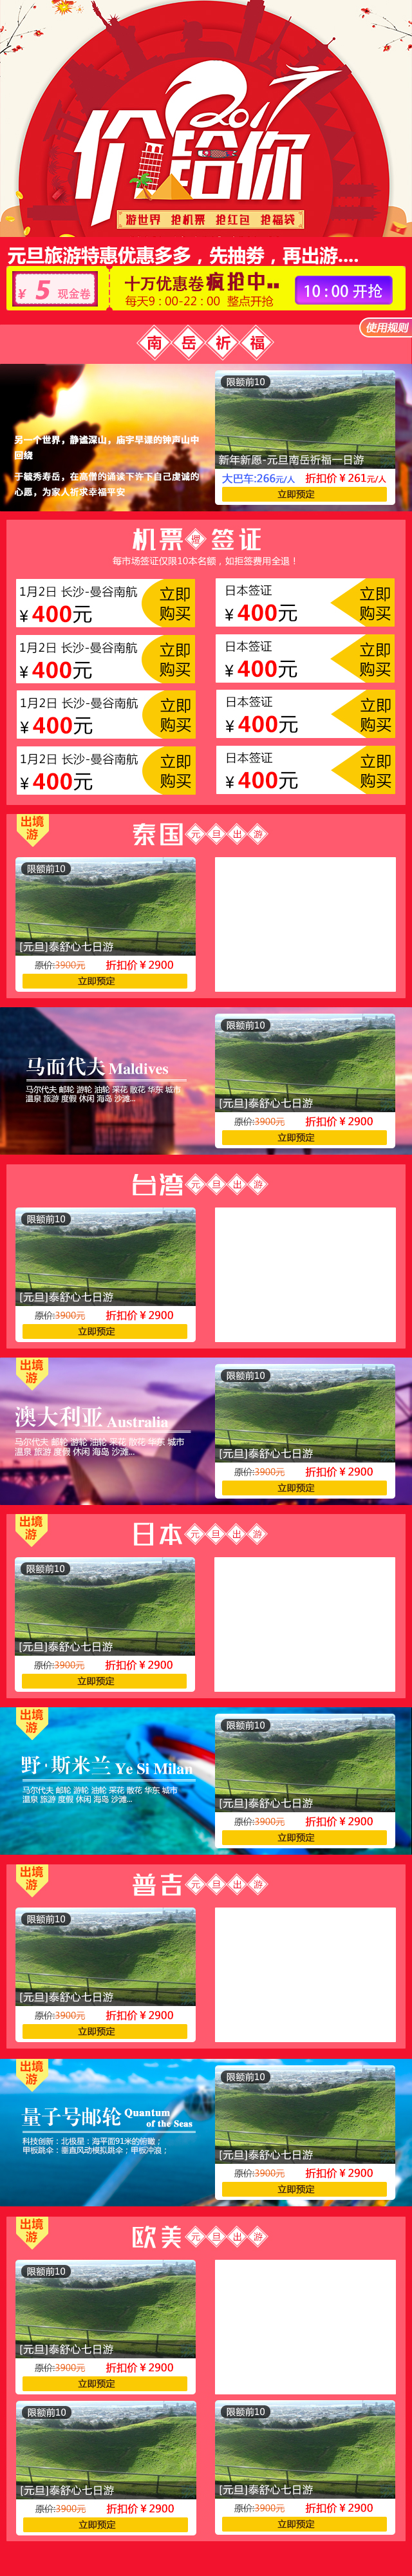 2017
价给你
游世界 抢机票 抢红包 抢福袋
元旦旅游特惠优惠多多，先抽券，再出游....
¥ 5 现金卷
十万优惠卷疯抢中..
每天9:00-22:00 整点开抢
10:00开抢
使用规则
南岳祈福
另一个世界，静谧深山，庙宇早课的钟声山中
回绕
于毓秀寿岳，在高僧的诵读下许下自己虔诚的
心愿，为家人祈求幸福平安
限额前10
新年新愿-元旦南岳祈福一日游
大巴车:266元/人 折扣价¥261元/人
立即预定
机票 签证
每市场签证仅限10本名额，如拒签费用全退！
1月2日 长沙-曼谷南航
¥400元
立即
购买
日本签证
¥400元
立即
购买
1月2日 长沙-曼谷南航
¥400元
立即
购买
日本签证
¥400元
立即
购买
1月2日 长沙-曼谷南航
¥400元
立即
购买
日本签证
¥400元
立即
购买
1月2日 长沙-曼谷南航
¥400元
立即
购买
日本签证
¥400元
立即
购买
出境
游
泰国元旦出游
限额前10
[元旦]泰舒心七日游
原价:3900元 折扣价¥2900
立即预定
马而代夫 Maldives
马尔代夫 邮轮 游轮 油轮 采花 散花 华东 城市
温泉 旅游 度假 休闲 海岛 沙滩...
限额前10
[元旦]泰舒心七日游
原价:3900元 折扣价¥2900
立即预定
台湾元旦出游
限额前10
[元旦]泰舒心七日游
原价:3900元 折扣价¥2900
立即预定
出境
游
澳大利亚 Australia
马尔代夫 邮轮 游轮 油轮 采花 散花 华东 城市
温泉 旅游 度假 休闲 海岛 沙滩...
限额前10
[元旦]泰舒心七日游
原价:3900元 折扣价¥2900
立即预定
出境
游
日本元旦出游
限额前10
[元旦]泰舒心七日游
原价:3900元 折扣价¥2900
立即预定
出境
游
野·斯米兰 Ye Si Milan
马尔代夫 邮轮 游轮 油轮 采花 散花 华东 城市
温泉 旅游 度假 休闲 海岛 沙滩...
限额前10
[元旦]泰舒心七日游
原价:3900元 折扣价¥2900
立即预定
出境
游
普吉元旦出游
限额前10
[元旦]泰舒心七日游
原价:3900元 折扣价¥2900
立即预定
出境
游
量子号邮轮 Quantum
of the Seas
科技创新：北极星：海平面91米的俯瞰；
甲板跳伞：垂直风动模拟跳伞；甲板冲浪；
限额前10
[元旦]泰舒心七日游
原价:3900元 折扣价¥2900
立即预定
出境
游
欧美元旦出游
限额前10
[元旦]泰舒心七日游
原价:3900元 折扣价¥2900
立即预定
限额前10
[元旦]泰舒心七日游
原价:3900元 折扣价¥2900
立即预定
限额前10
[元旦]泰舒心七日游
原价:3900元 折扣价¥2900
立即预定